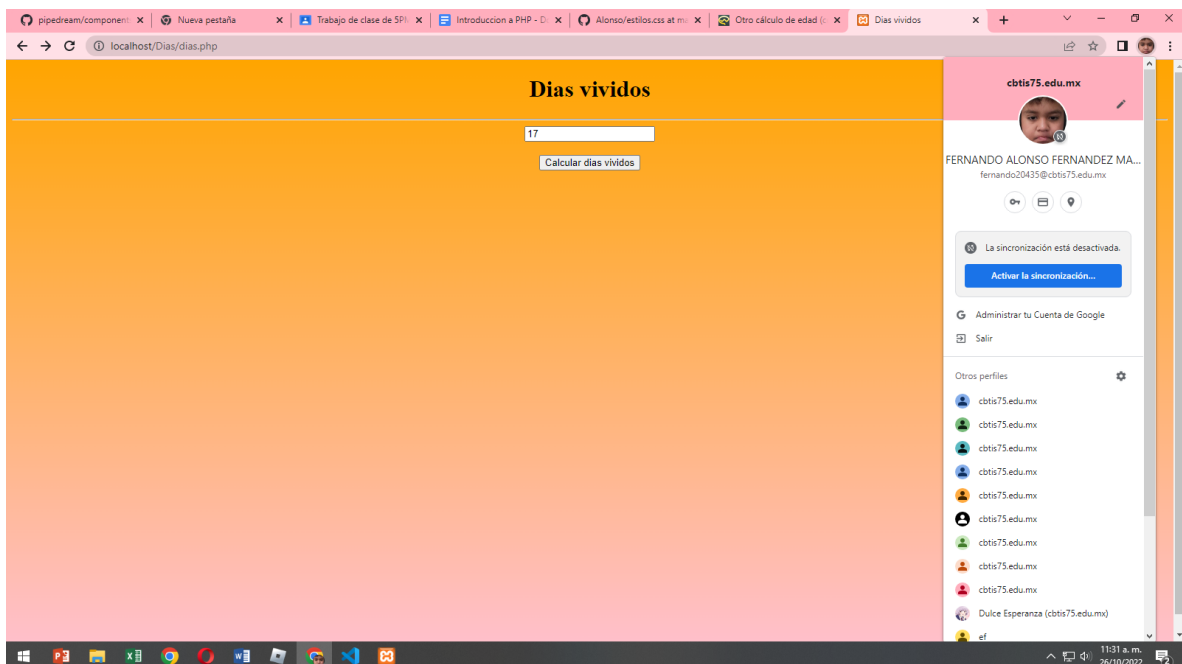 pipedream/component
Nueva pestaña
Trabajo de clase de 5PI
Introduccion a PHP - D
Alonso/estilos.css at ma
Otro cálculo de edad (c
Dias vividos
localhost/Dias/dias.php
Dias vividos
17
Calcular dias vividos
cbtis75.edu.mx
FERNANDO ALONSO FERNANDEZ MA...
fernando20435@cbtis75.edu.mx
La sincronización está desactivada.
Activar la sincronización...
Administrar tu Cuenta de Google
Salir
Otros perfiles
cbtis75.edu.mx
cbtis75.edu.mx
cbtis75.edu.mx
cbtis75.edu.mx
cbtis75.edu.mx
cbtis75.edu.mx
cbtis75.edu.mx
cbtis75.edu.mx
cbtis75.edu.mx
Dulce Esperanza (cbtis75.edu.mx)
ef
11:31 a. m.
26/10/2022